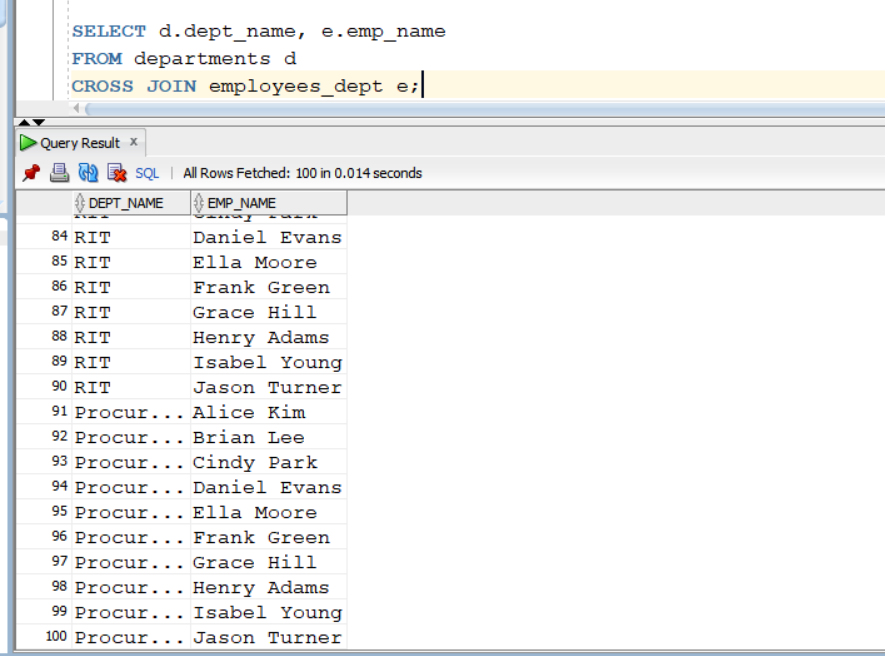 SELECT d.dept_name, e.emp_name
FROM departments d
CROSS JOIN employees_dept e;
Query Result x
SQL | All Rows Fetched: 100 in 0.014 seconds
DEPT_NAME EMP_NAME
RIT Cindy Park
84 RIT Daniel Evans
85 RIT Ella Moore
86 RIT Frank Green
87 RIT Grace Hill
88 RIT Henry Adams
89 RIT Isabel Young
90 RIT Jason Turner
91 Procur... Alice Kim
92 Procur... Brian Lee
93 Procur... Cindy Park
94 Procur... Daniel Evans
95 Procur... Ella Moore
96 Procur... Frank Green
97 Procur... Grace Hill
98 Procur... Henry Adams
99 Procur... Isabel Young
100 Procur... Jason Turner